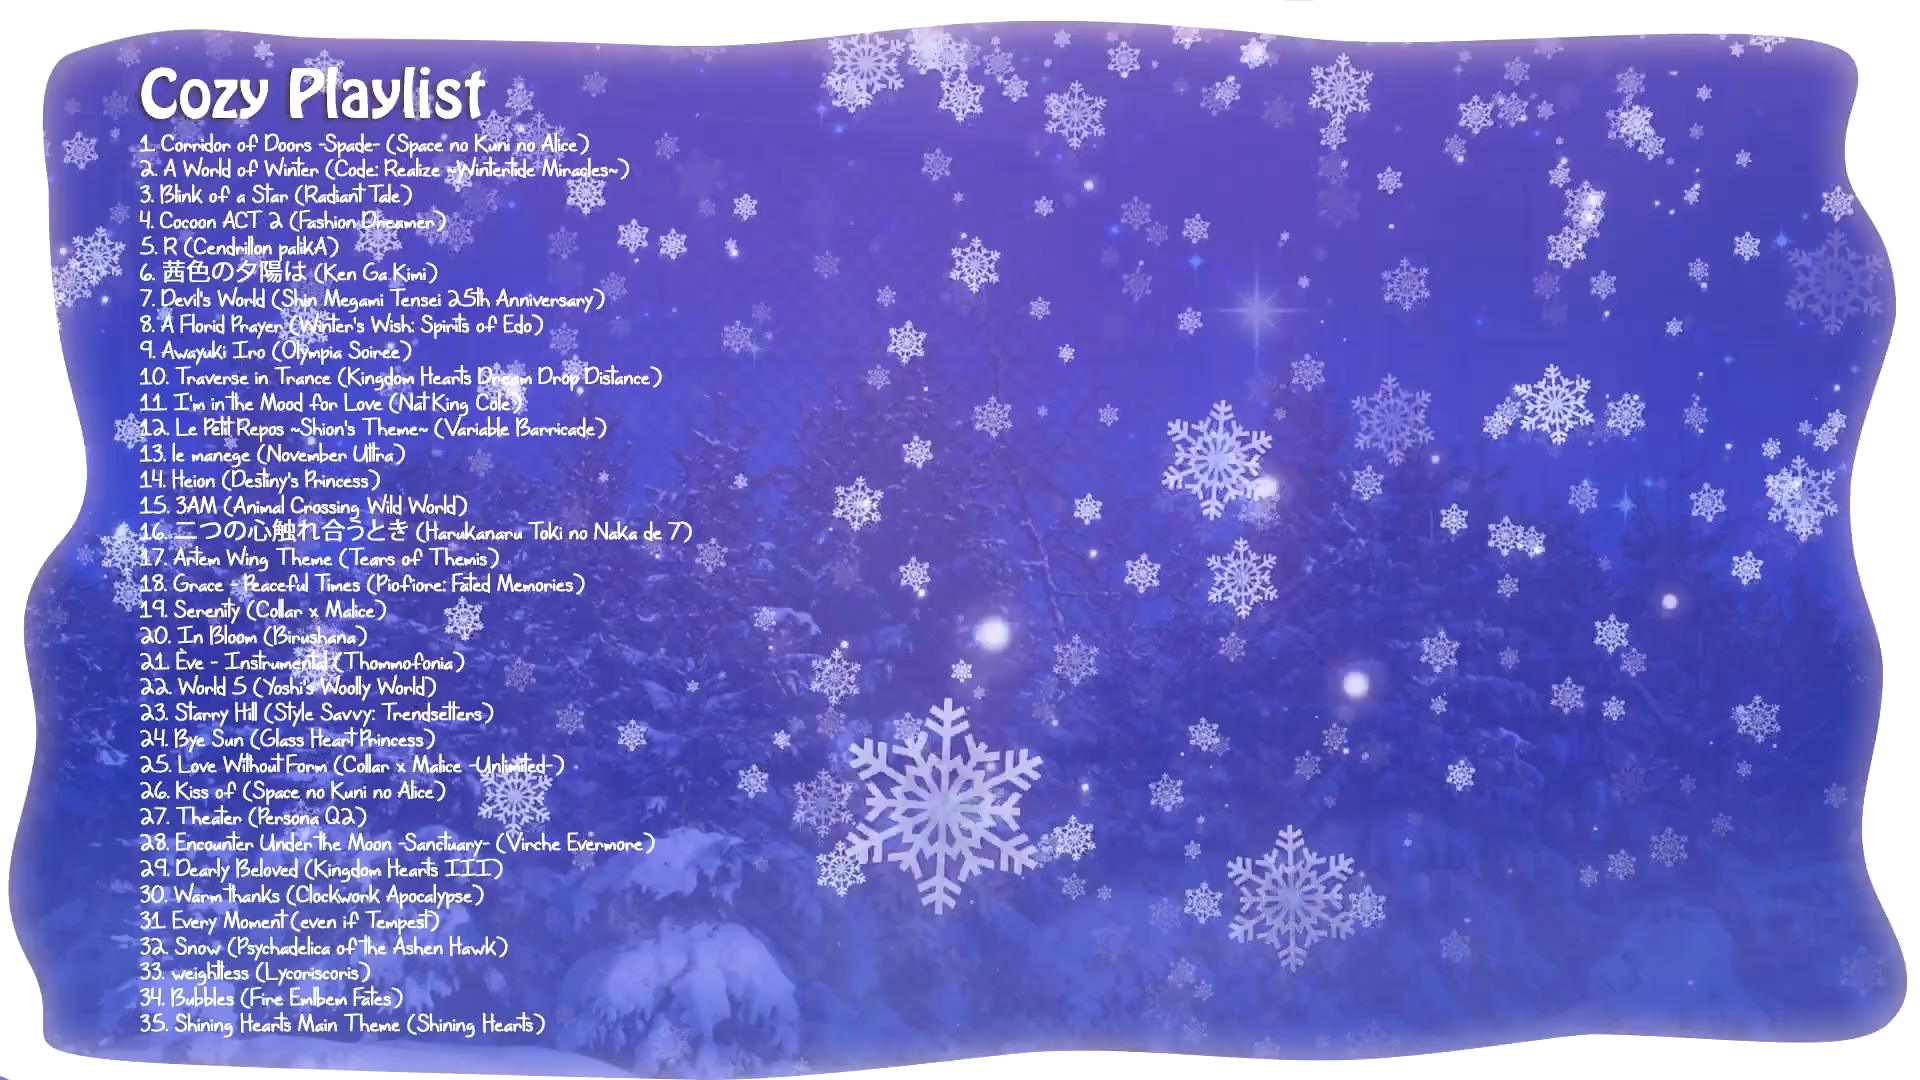 Cozy Playlist
1. Corridor of Doors -Spade- (Space no Kuni no Alice)
2. A World of Winter (Code: Realize ~Wintertide Miracles~)
3. Blink of a Star (Radiant Tale)
4. Cocoon ACT 2 (Fashion Dreamer)
5. R (Cendrillon palikA)
6. 茜色の夕陽は (Ken Ga Kimi)
7. Devil's World (Shin Megami Tensei 25th Anniversary)
8. A Florid Prayer (Winter's Wish: Spirits of Edo)
9. Awayuki Iro (Olympia Soiree)
10. Traverse in Trance (Kingdom Hearts Dream Drop Distance)
11. I'm in the Mood for Love (Nat King Cole)
12. Le Petit Repos ~Shion's Theme~ (Variable Barricade)
13. le manege (November Ultra)
14. Heion (Destiny's Princess)
15. 3AM (Animal Crossing Wild World)
16. 二つの心触れ合うとき (Harukanaru Toki no Naka de 7)
17. Artem Wing Theme (Tears of Themis)
18. Grace - Peaceful Times (Piofiore: Fated Memories)
19. Serenity (Collar x Malice)
20. In Bloom (Birushana)
21. Ève - Instrumental (Thommofonia)
22. World 5 (Yoshi's Woolly World)
23. Starry Hill (Style Savvy: Trendsetters)
24. Bye Sun (Glass Heart Princess)
25. Love Without Form (Collar x Malice -Unlimited-)
26. Kiss of (Space no Kuni no Alice)
27. Theater (Persona Q2)
28. Encounter Under the Moon -Sanctuary- (Virche Evermore)
29. Dearly Beloved (Kingdom Hearts III)
30. Warm thanks (Clockwork Apocalypse)
31. Every Moment (even if Tempest)
32. Snow (Psychadelica of the Ashen Hawk)
33. weightless (Lycoriscoris)
34. Bubbles (Fire Emlbem Fates)
35. Shining Hearts Main Theme (Shining Hearts)